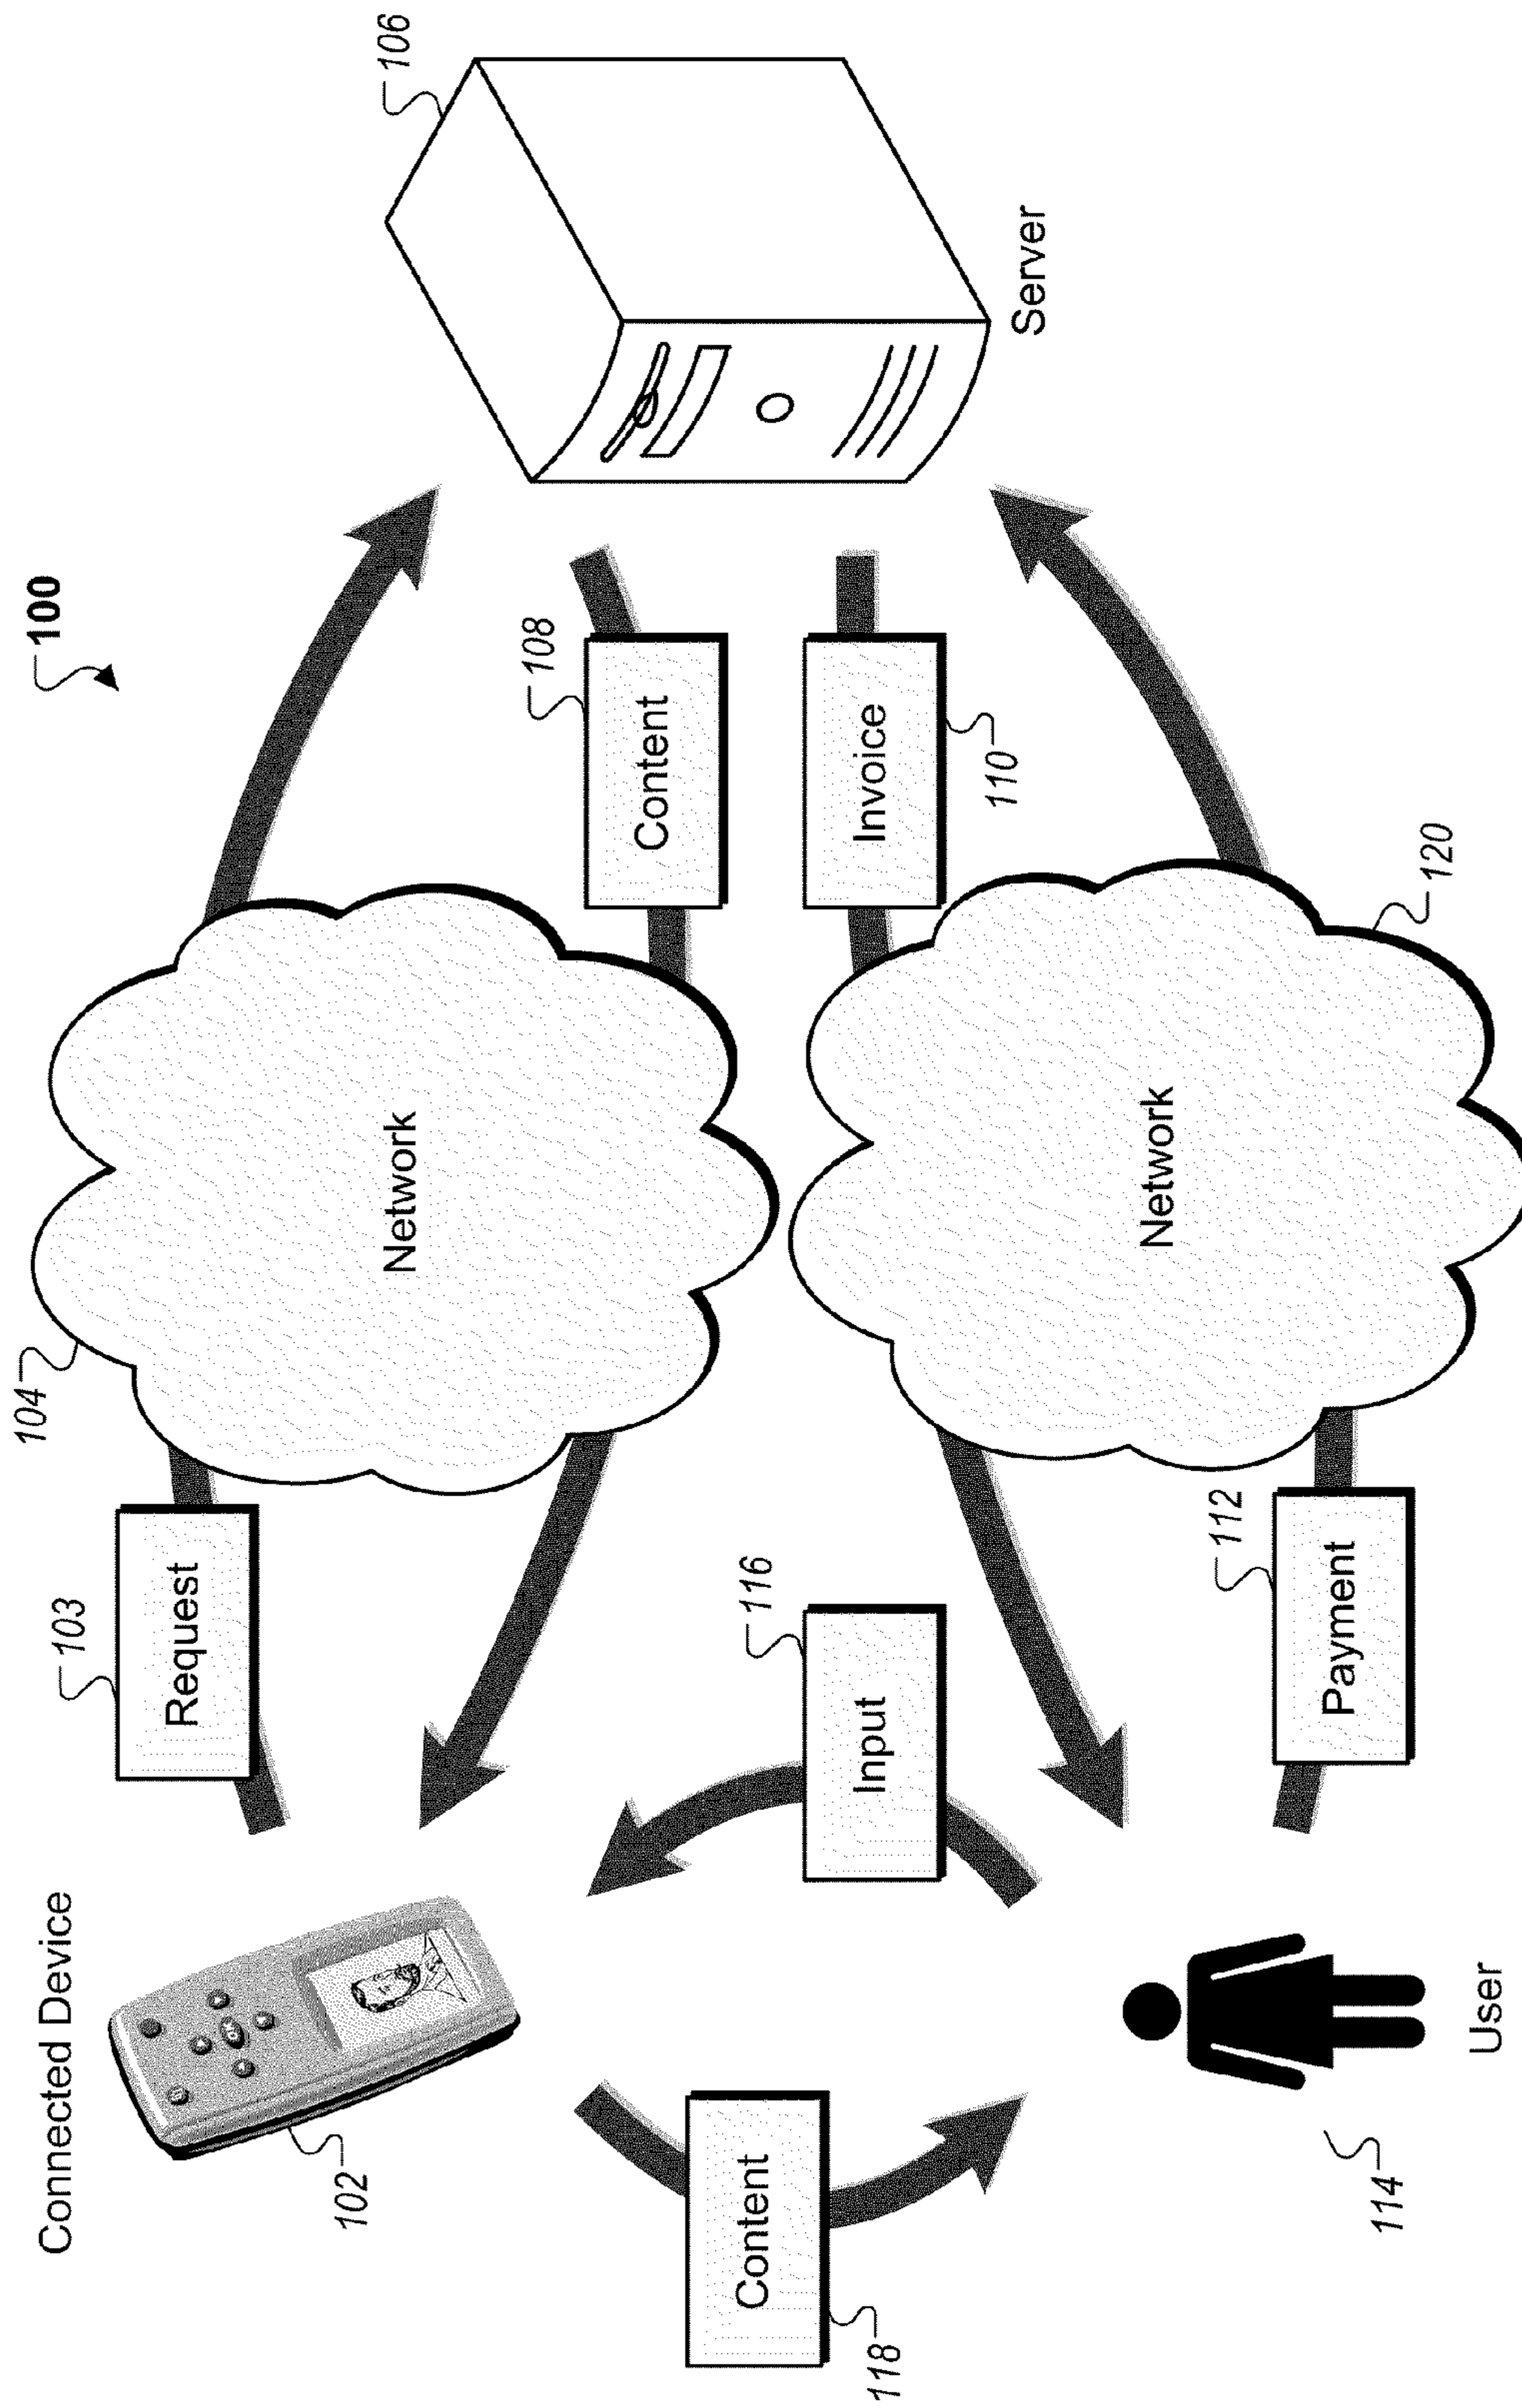 100
Connected Device
102
103
Request
104
Network
106
Server
108
Content
Invoice
110
116
Input
Content
118
Network
120
112
Payment
User
114